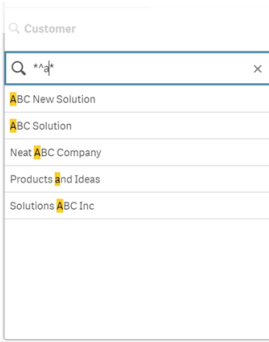 Customer
*^a*
ABC New Solution
ABC Solution
Neat ABC Company
Products and Ideas
Solutions ABC Inc